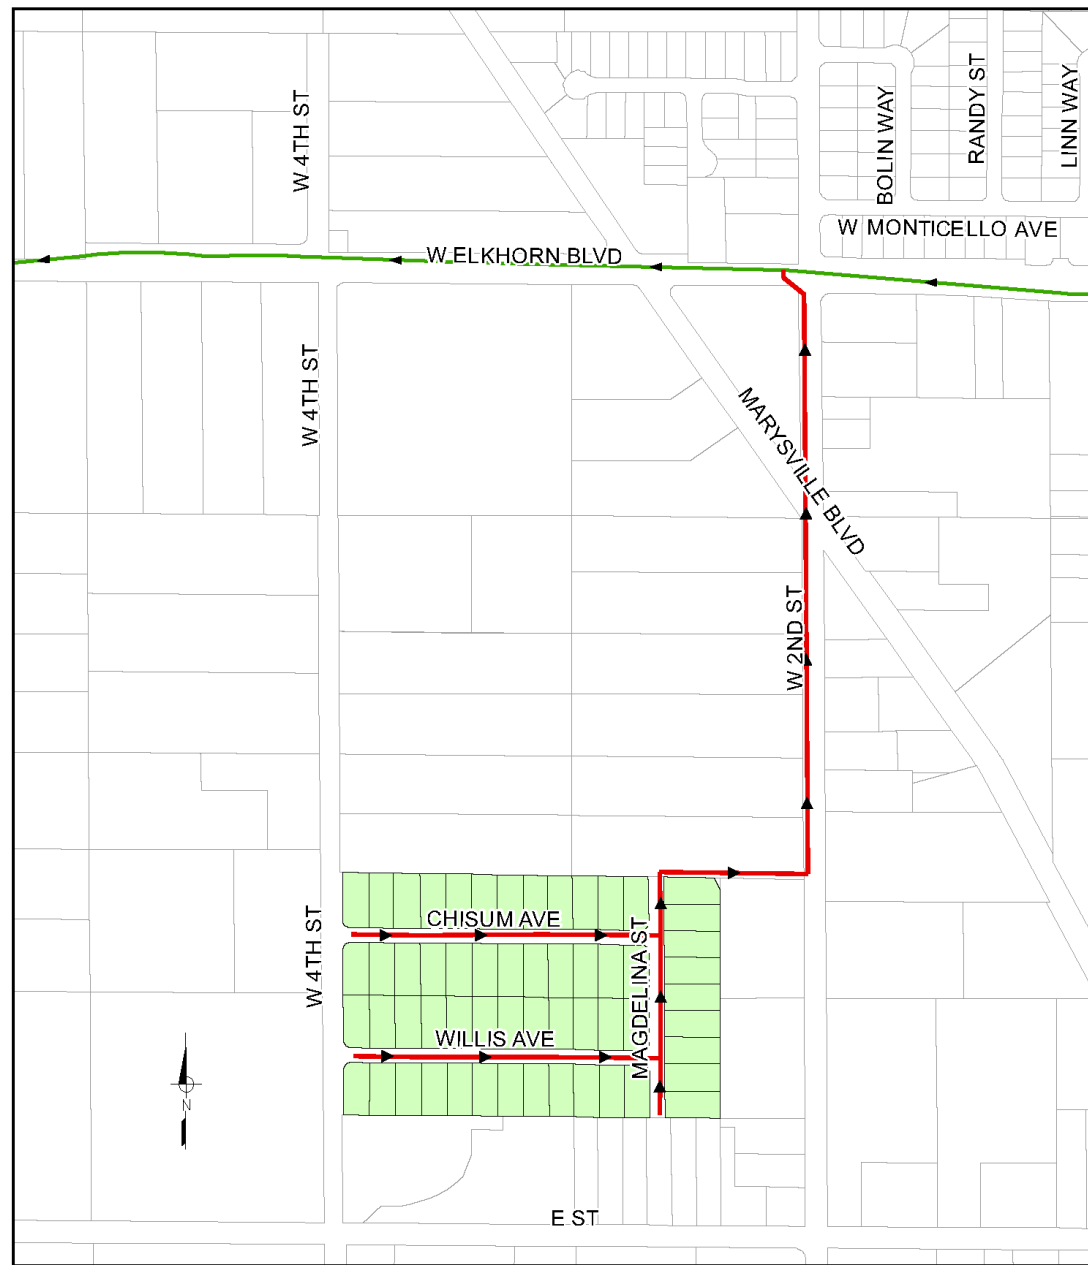 W 4TH ST
BOLIN WAY
RANDY ST
LINN WAY
W MONTICELLO AVE
W ELKHORN BLVD
W 4TH ST
MARYSVILLE BLVD
W 2ND ST
CHISUM AVE
W 4TH ST
MAGDELINA ST
WILLIS AVE
N
E ST